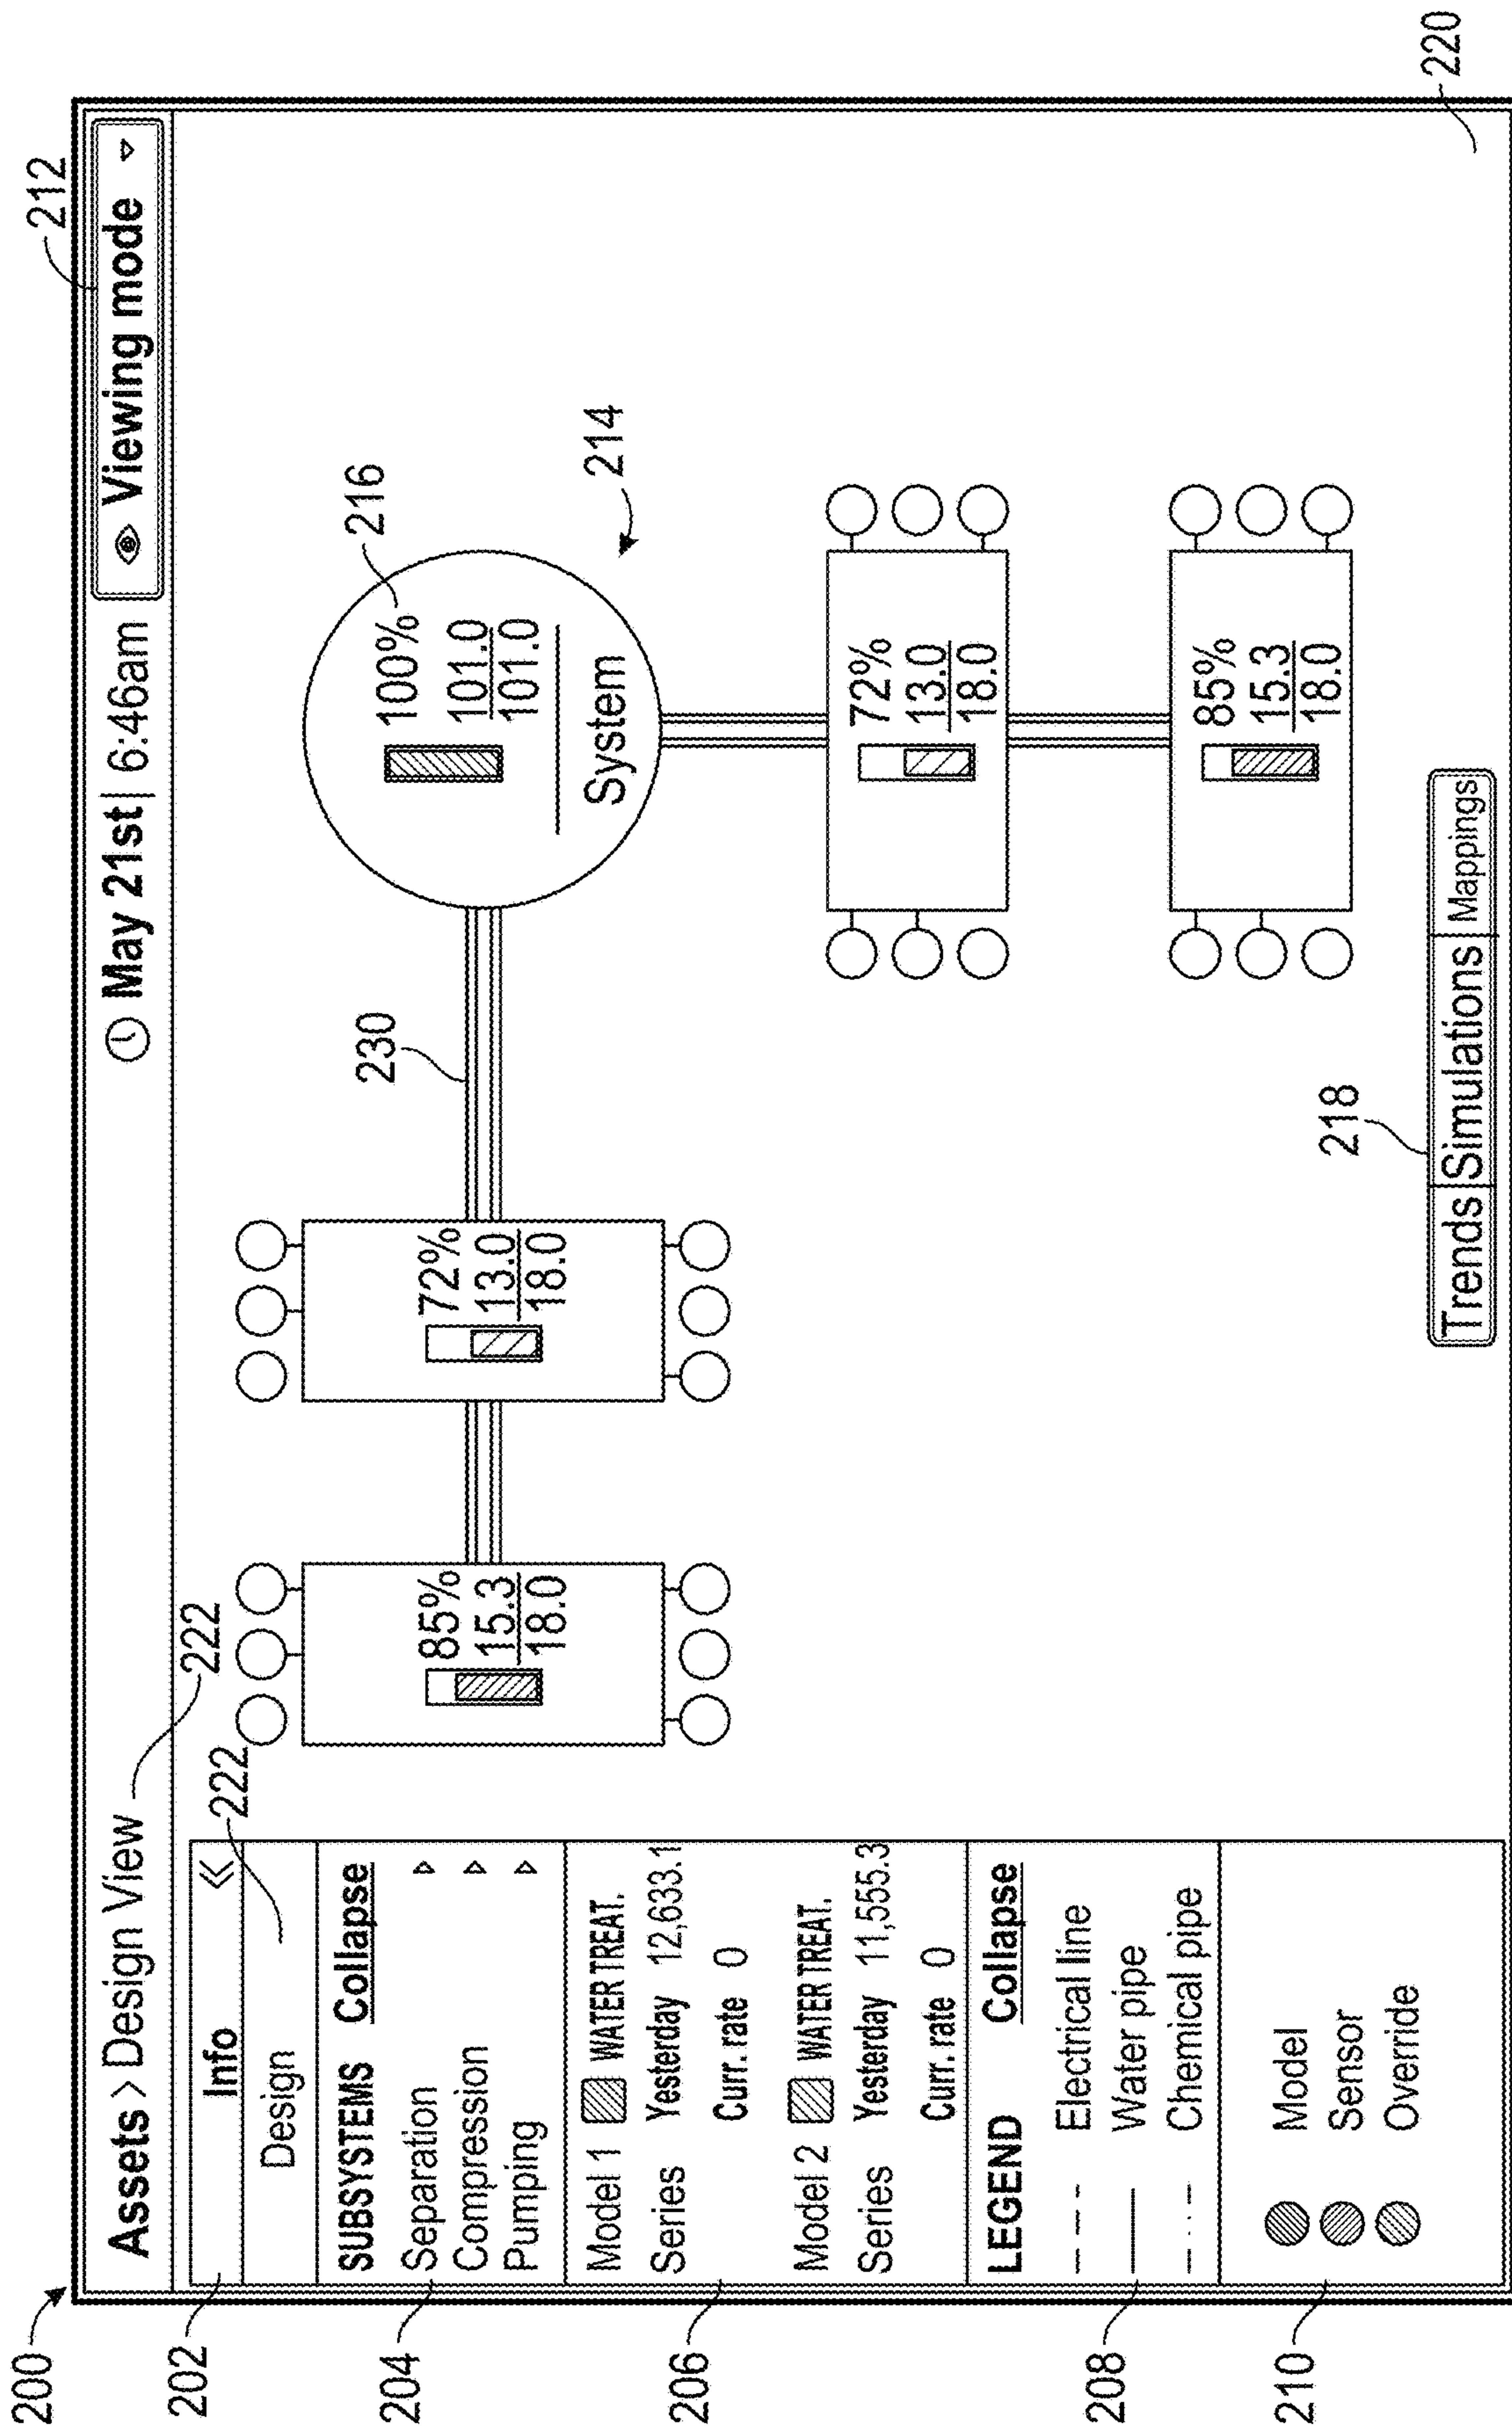 200
Assets > Design View
222
May 21st | 6:46am
Viewing mode
212
202
Info
222
Design
SUBSYSTEMS Collapse
204
Separation
Compression
Pumping
206
Model 1 WATER TREAT.
Series Yesterday 12,633.1
Curr. rate 0
Model 2 WATER TREAT.
Series Yesterday 11,555.3
Curr. rate 0
LEGEND Collapse
208
Electrical line
Water pipe
Chemical pipe
210
Model
Sensor
Override
85%
15.3
18.0
72%
13.0
18.0
230
100%
216
101.0
101.0
System
214
72%
13.0
18.0
85%
15.3
18.0
218
Trends Simulations Mappings
220